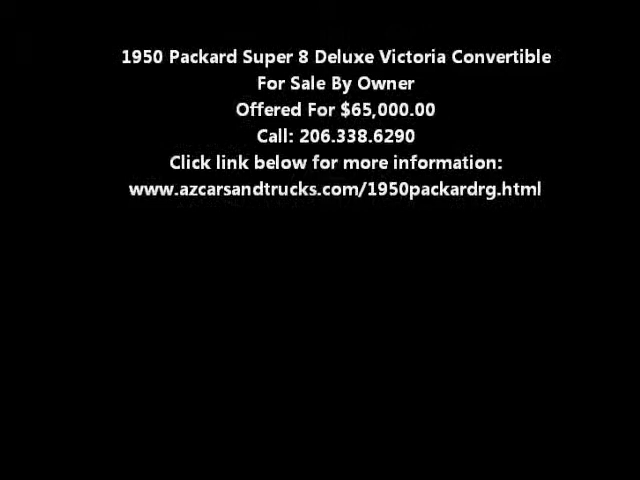 1950 Packard Super 8 Deluxe Victoria Convertible
For Sale By Owner
Offered For $65,000.00
Call: 206.338.6290
Click link below for more information:
www.azcarsandtrucks.com/1950packardrg.html